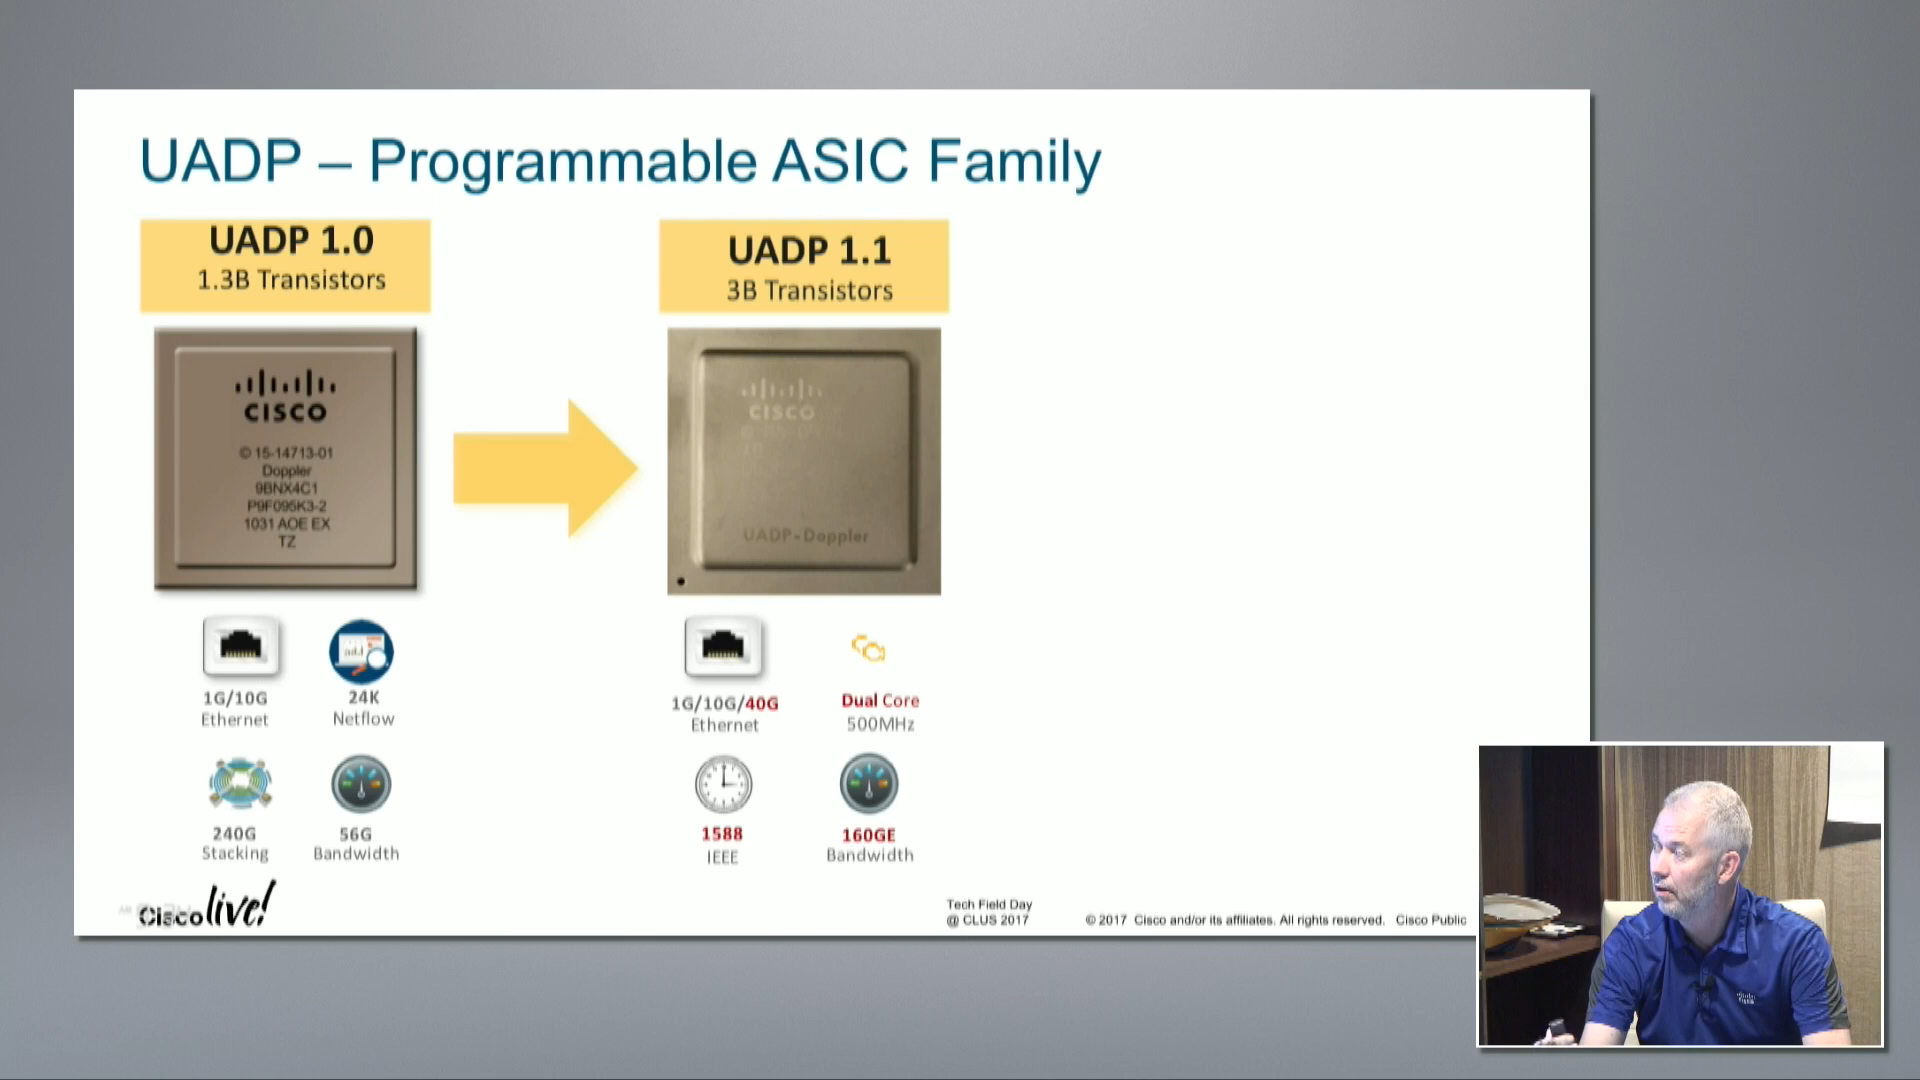 UADP – Programmable ASIC Family
UADP 1.0
1.3B Transistors
CISCO
© 15-14713-01
Doppler
9BNX4C1
P9F095K3-2
1031 AOE EX
TZ
1G/10G
Ethernet
24K
Netflow
240G
Stacking
56G
Bandwidth
UADP 1.1
3B Transistors
CISCO
UADP-Doppler
1G/10G/40G
Ethernet
Dual Core
500MHz
1588
IEEE
160GE
Bandwidth
Cisco live!
Tech Field Day
@ CLUS 2017
© 2017 Cisco and/or its affiliates. All rights reserved. Cisco Public